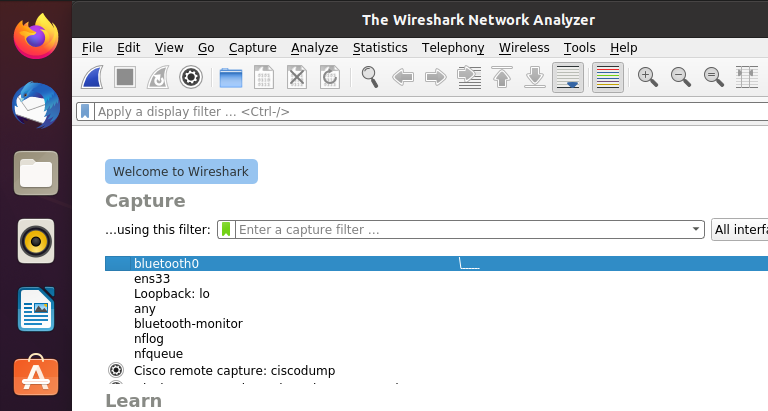 The Wireshark Network Analyzer
File Edit View Go Capture Analyze Statistics Telephony Wireless Tools Help
Apply a display filter … <Ctrl-/>
Welcome to Wireshark
Capture
…using this filter: Enter a capture filter … All interfa
bluetooth0
ens33
Loopback: lo
any
bluetooth-monitor
nflog
nfqueue
Cisco remote capture: ciscodump
Learn